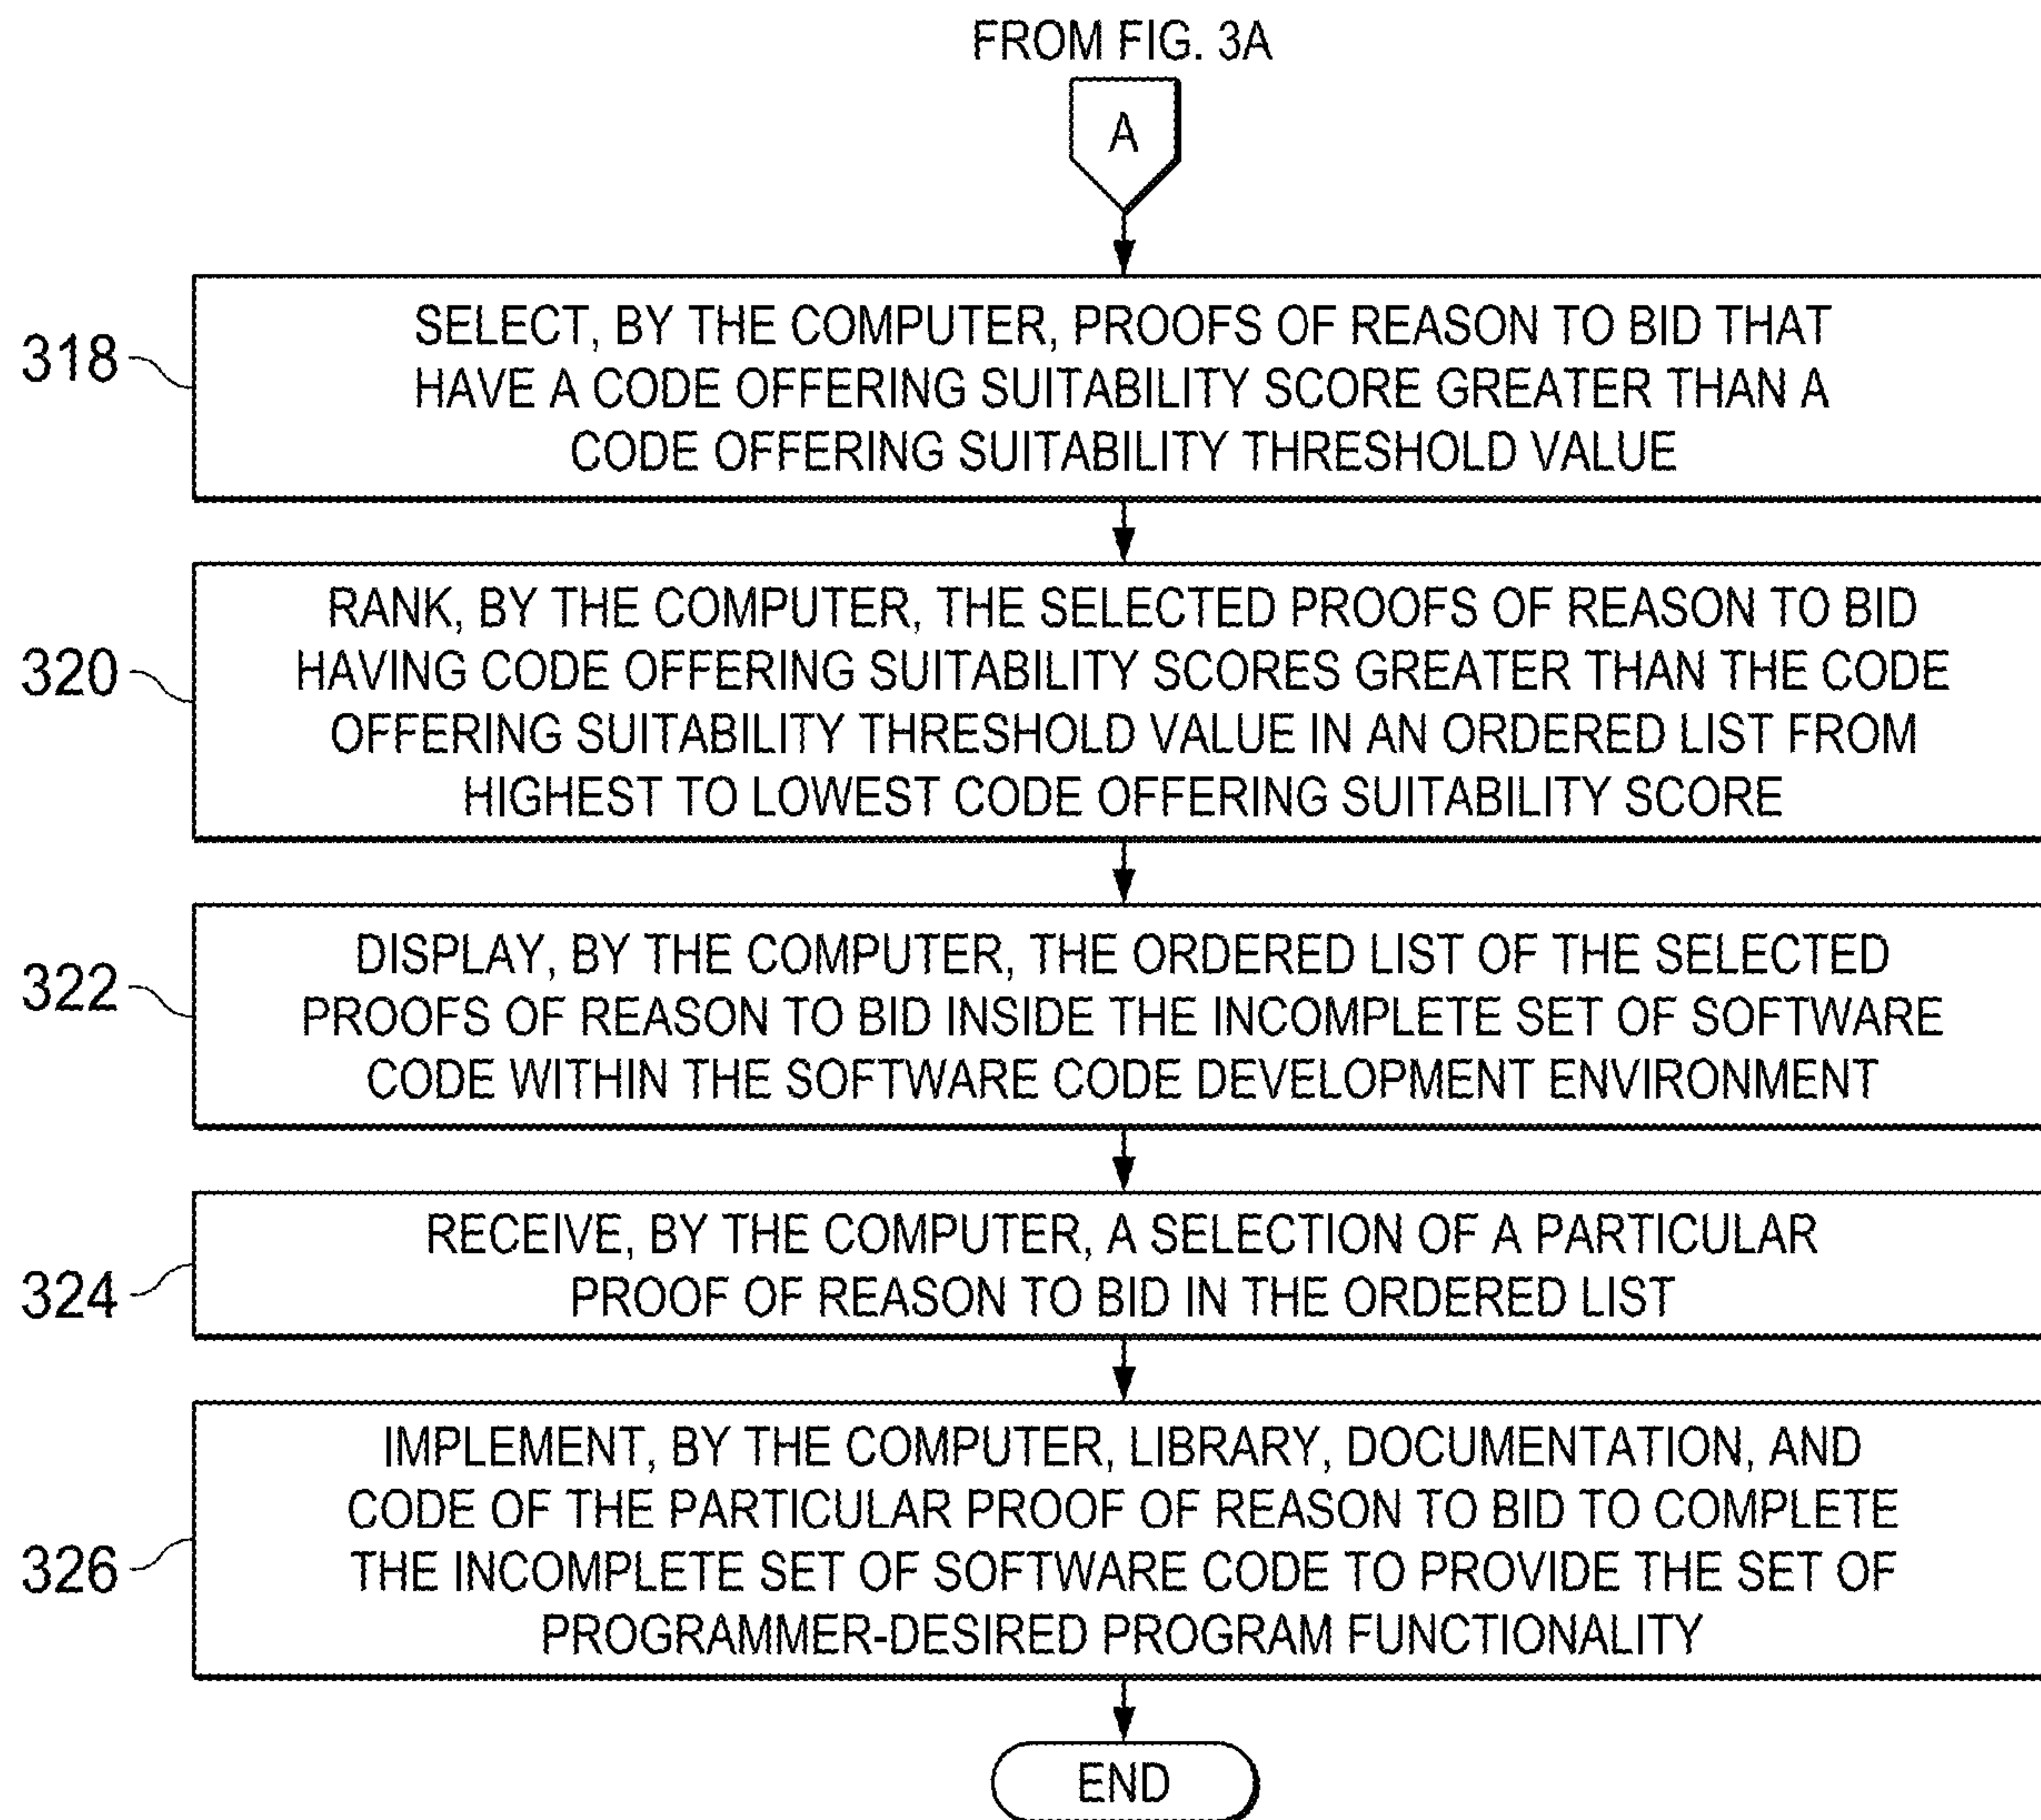 FROM FIG. 3A
A
318
SELECT, BY THE COMPUTER, PROOFS OF REASON TO BID THAT
HAVE A CODE OFFERING SUITABILITY SCORE GREATER THAN A
CODE OFFERING SUITABILITY THRESHOLD VALUE
320
RANK, BY THE COMPUTER, THE SELECTED PROOFS OF REASON TO BID
HAVING CODE OFFERING SUITABILITY SCORES GREATER THAN THE CODE
OFFERING SUITABILITY THRESHOLD VALUE IN AN ORDERED LIST FROM
HIGHEST TO LOWEST CODE OFFERING SUITABILITY SCORE
322
DISPLAY, BY THE COMPUTER, THE ORDERED LIST OF THE SELECTED
PROOFS OF REASON TO BID INSIDE THE INCOMPLETE SET OF SOFTWARE
CODE WITHIN THE SOFTWARE CODE DEVELOPMENT ENVIRONMENT
324
RECEIVE, BY THE COMPUTER, A SELECTION OF A PARTICULAR
PROOF OF REASON TO BID IN THE ORDERED LIST
326
IMPLEMENT, BY THE COMPUTER, LIBRARY, DOCUMENTATION, AND
CODE OF THE PARTICULAR PROOF OF REASON TO BID TO COMPLETE
THE INCOMPLETE SET OF SOFTWARE CODE TO PROVIDE THE SET OF
PROGRAMMER-DESIRED PROGRAM FUNCTIONALITY
END